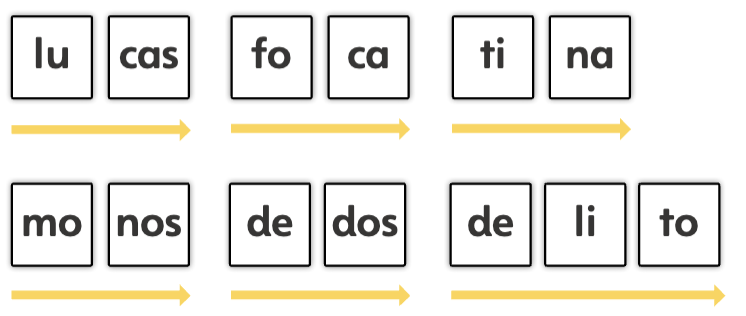 lu cas fo ca ti na
mo nos de dos de li to